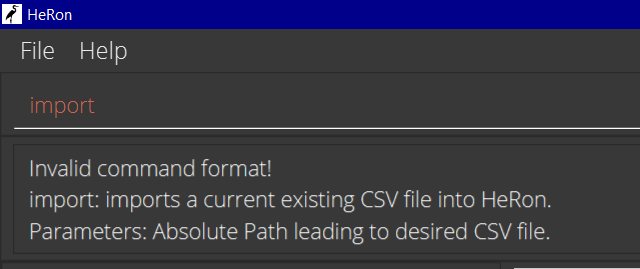 HeRon
File Help
import
Invalid command format!
import: imports a current existing CSV file into HeRon.
Parameters: Absolute Path leading to desired CSV file.